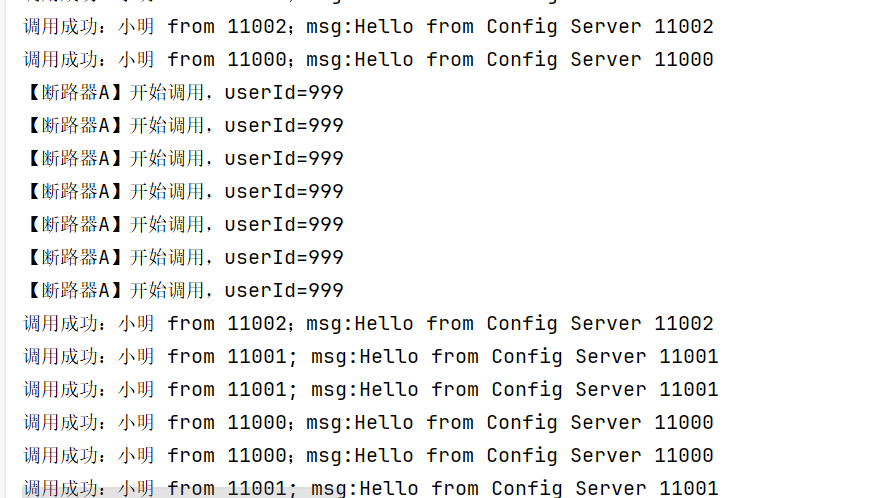 调用成功：小明 from 11002；msg:Hello from Config Server 11002
调用成功：小明 from 11000；msg:Hello from Config Server 11000
【断路器A】开始调用，userId=999
【断路器A】开始调用，userId=999
【断路器A】开始调用，userId=999
【断路器A】开始调用，userId=999
【断路器A】开始调用，userId=999
【断路器A】开始调用，userId=999
【断路器A】开始调用，userId=999
调用成功：小明 from 11002；msg:Hello from Config Server 11002
调用成功：小明 from 11001; msg:Hello from Config Server 11001
调用成功：小明 from 11001; msg:Hello from Config Server 11001
调用成功：小明 from 11000；msg:Hello from Config Server 11000
调用成功：小明 from 11000；msg:Hello from Config Server 11000
调用成功：小明 from 11001; msg:Hello from Config Server 11001